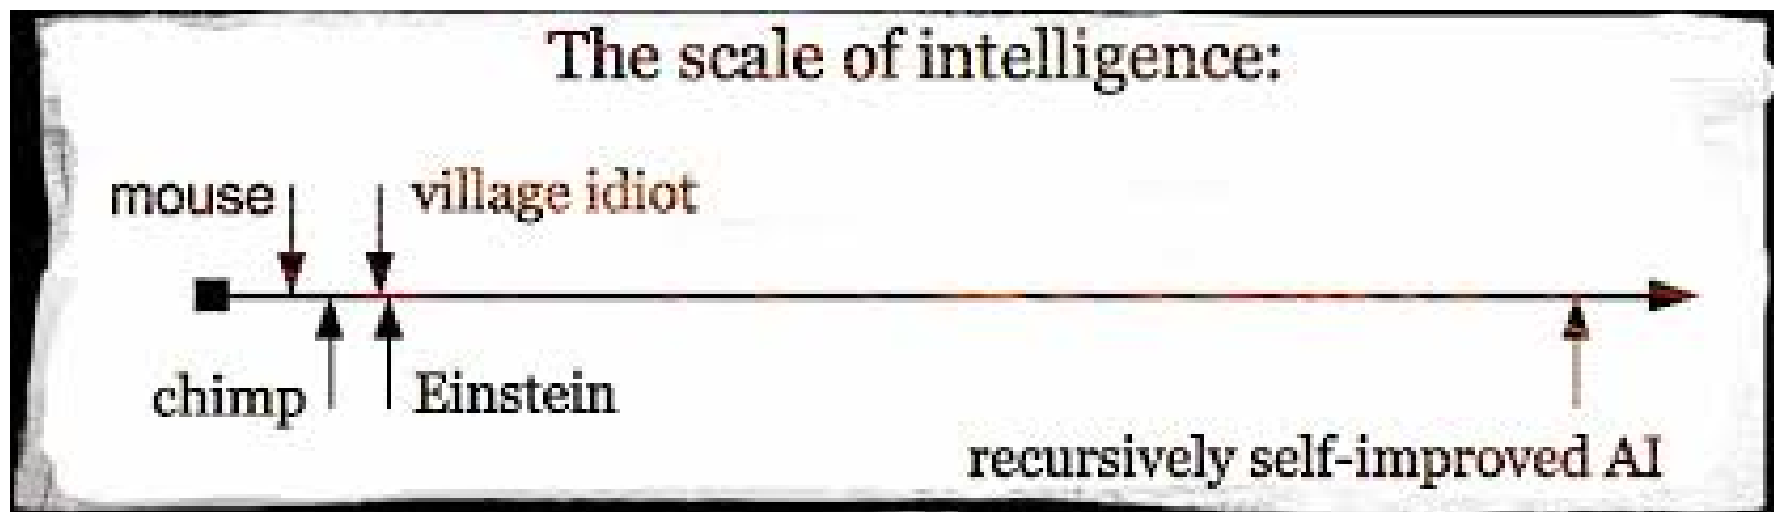 The scale of intelligence:
mouse
village idiot
chimp
Einstein
recursively self-improved AI